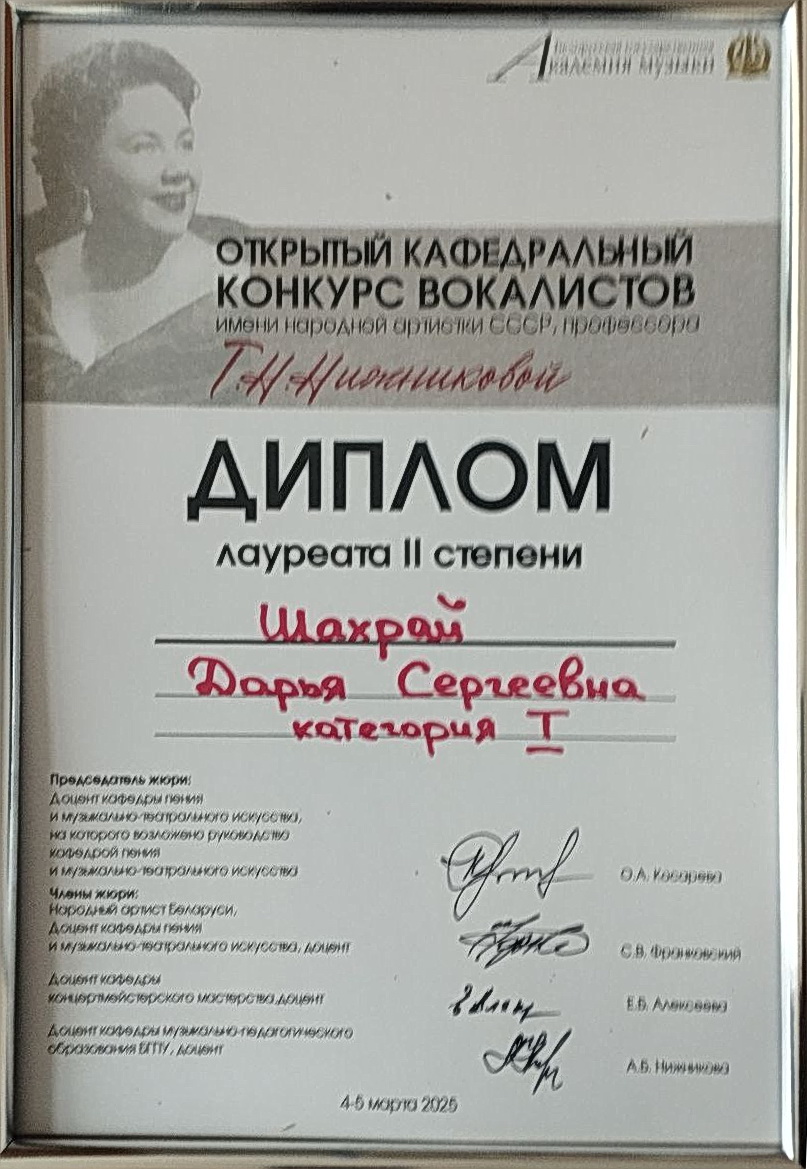 Академия музыки
ОТКРЫТЫЙ КАФЕДРАЛЬНЫЙ
КОНКУРС ВОКАЛИСТОВ
имени народной артистки СССР, профессора
Т.Н.Нижниковой
ДИПЛОМ
лауреата II степени
Шахрай
Дарья Сергеевна
категория I
Председатель жюри:
Доцент кафедры пения
и музыкально-театрального искусства,
на которого возложено руководство
кафедрой пения
и музыкально-театрального искусства
О.А. Косарева
Члены жюри:
Народный артист Беларуси,
Доцент кафедры пения
и музыкально-театрального искусства, доцент
С.В. Франковский
Доцент кафедры
концертмейстерского мастерства,доцент
Е.Б. Алексеева
Доцент кафедры музыкально-педагогического
образования БГПУ, доцент
А.Б. Нижникова
4-5 марта 2025